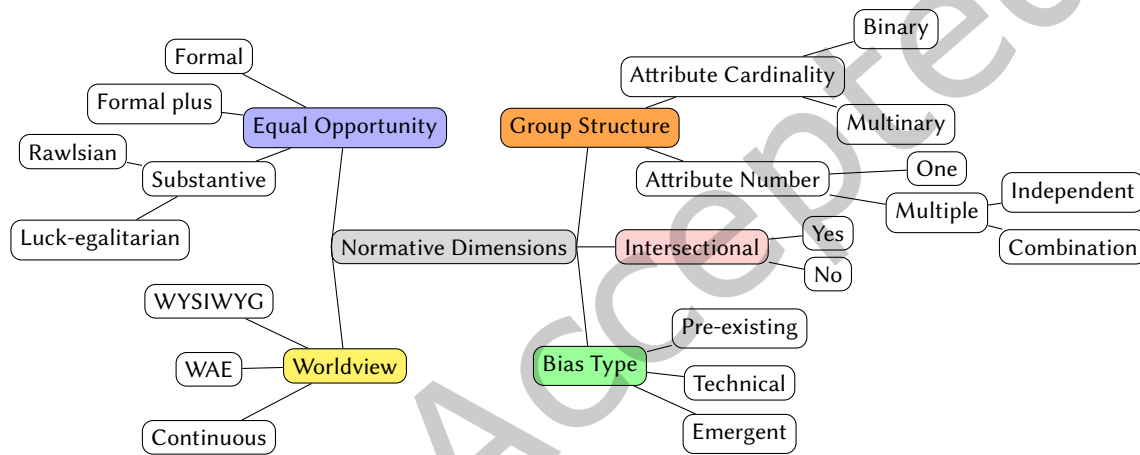 Formal
Formal plus
Equal Opportunity
Rawlsian
Substantive
Luck-egalitarian
Binary
Attribute Cardinality
Group Structure
Multinary
Attribute Number
One
Multiple
Independent
Combination
Normative Dimensions
Intersectional
Yes
No
WYSIWYG
WAE
Worldview
Continuous
Pre-existing
Bias Type
Technical
Emergent
Accepted